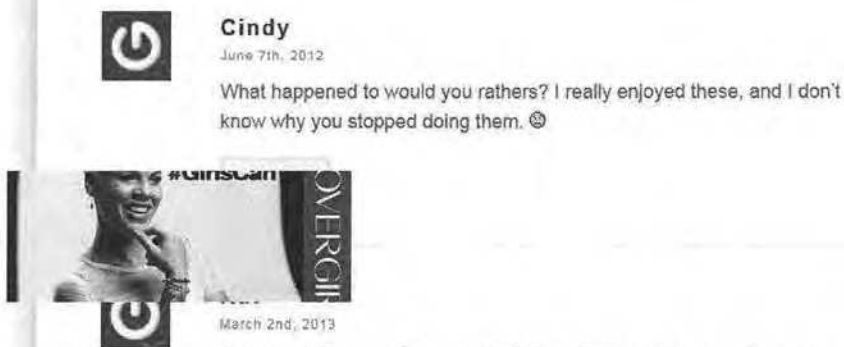 Cindy
June 7th, 2012
What happened to would you rathers? I really enjoyed these, and I don't
know why you stopped doing them.
#GirlsCan
OVERGIR
March 2nd, 2013